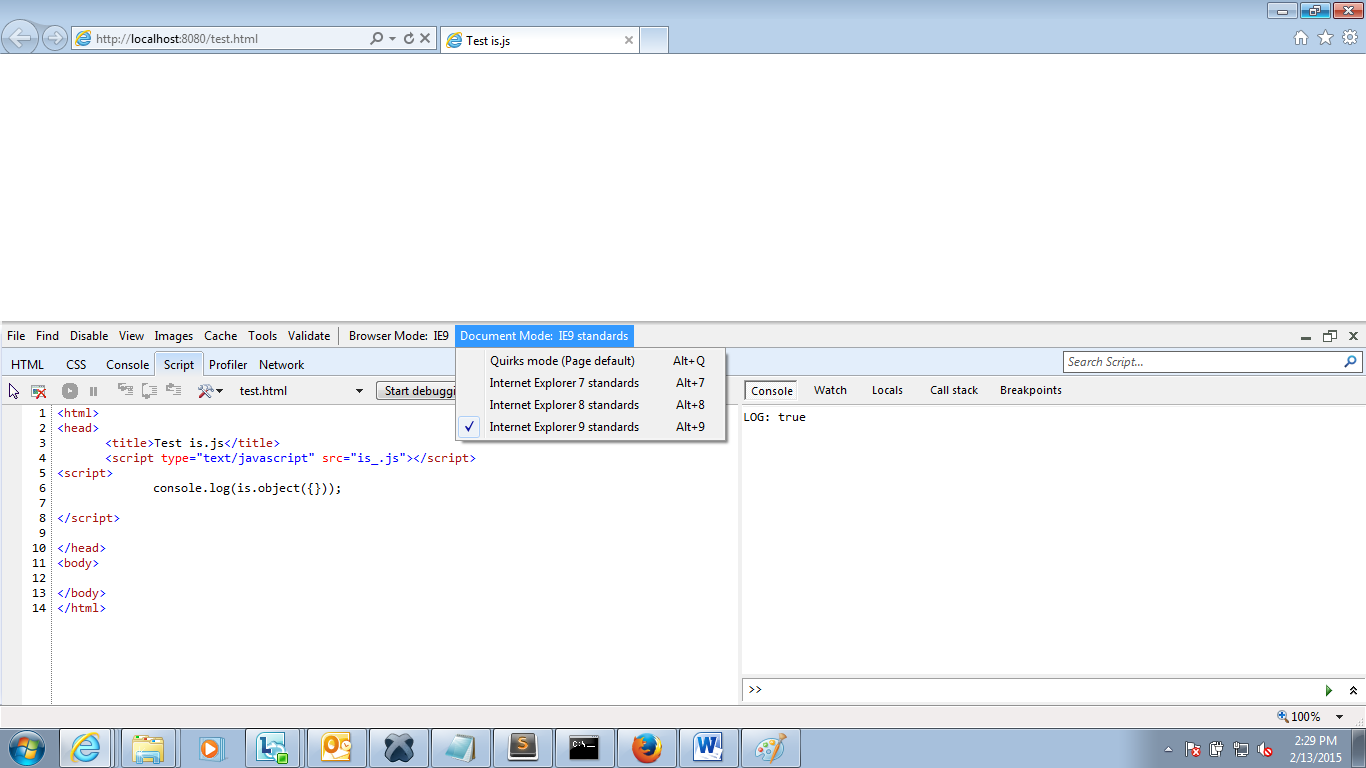 http://localhost:8080/test.html
Test is.js
File Find Disable View Images Cache Tools Validate Browser Mode: IE9 Document Mode: IE9 standards
Quirks mode (Page default) Alt+Q
Internet Explorer 7 standards Alt+7
Internet Explorer 8 standards Alt+8
Internet Explorer 9 standards Alt+9
HTML CSS Console Script Profiler Network
Search Script...
test.html
Start debuggi
Console Watch Locals Call stack Breakpoints
1 <html>
2 <head>
3 <title>Test is.js</title>
4 <script type="text/javascript" src="is_.js"></script>
5 <script>
6 console.log(is.object({}));
7
8 </script>
9
10 </head>
11 <body>
12
13 </body>
14 </html>
LOG: true
>>
100%
2:29 PM
2/13/2015